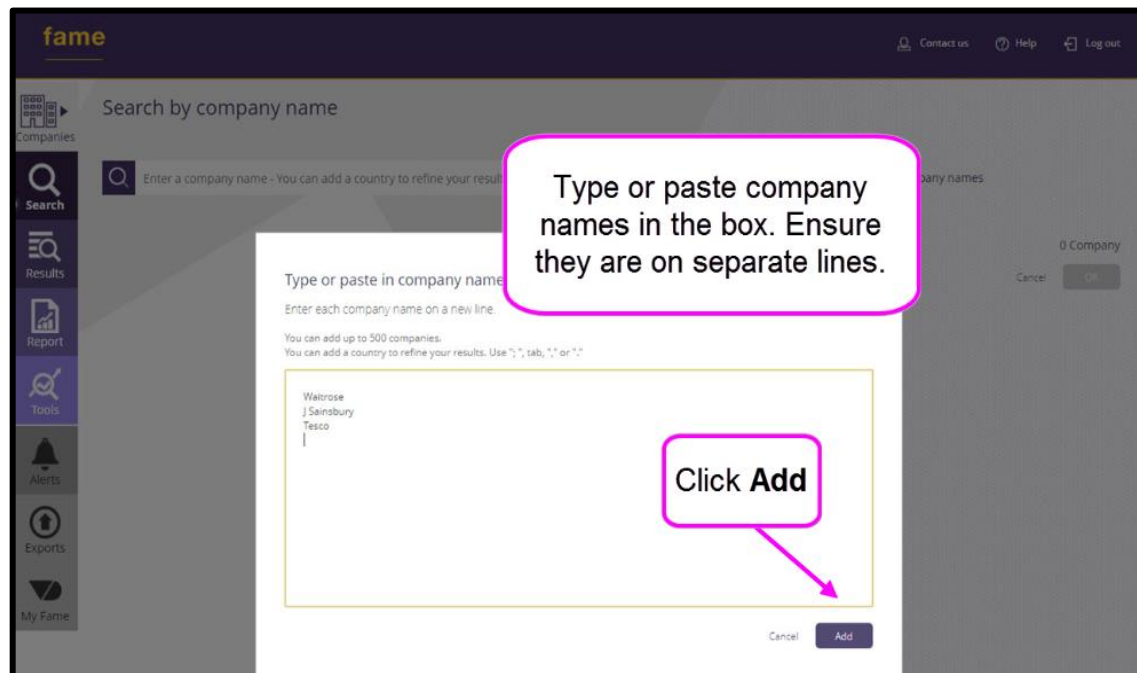 fame
Contact us
Help
Log out
Companies
Search by company name
Search
Enter a company name - You can add a country to refine your
pany names
Type or paste company
names in the box. Ensure
they are on separate lines.
Results
0 Company
Cancel
OK
Type or paste in company name
Enter each company name on a new line.
Report
You can add up to 500 companies.
You can add a country to refine your results. Use "; ", tab, "," or "."
Tools
Waitrose
J Sainsbury
Tesco
Alerts
Click Add
Exports
My Fame
Cancel
Add